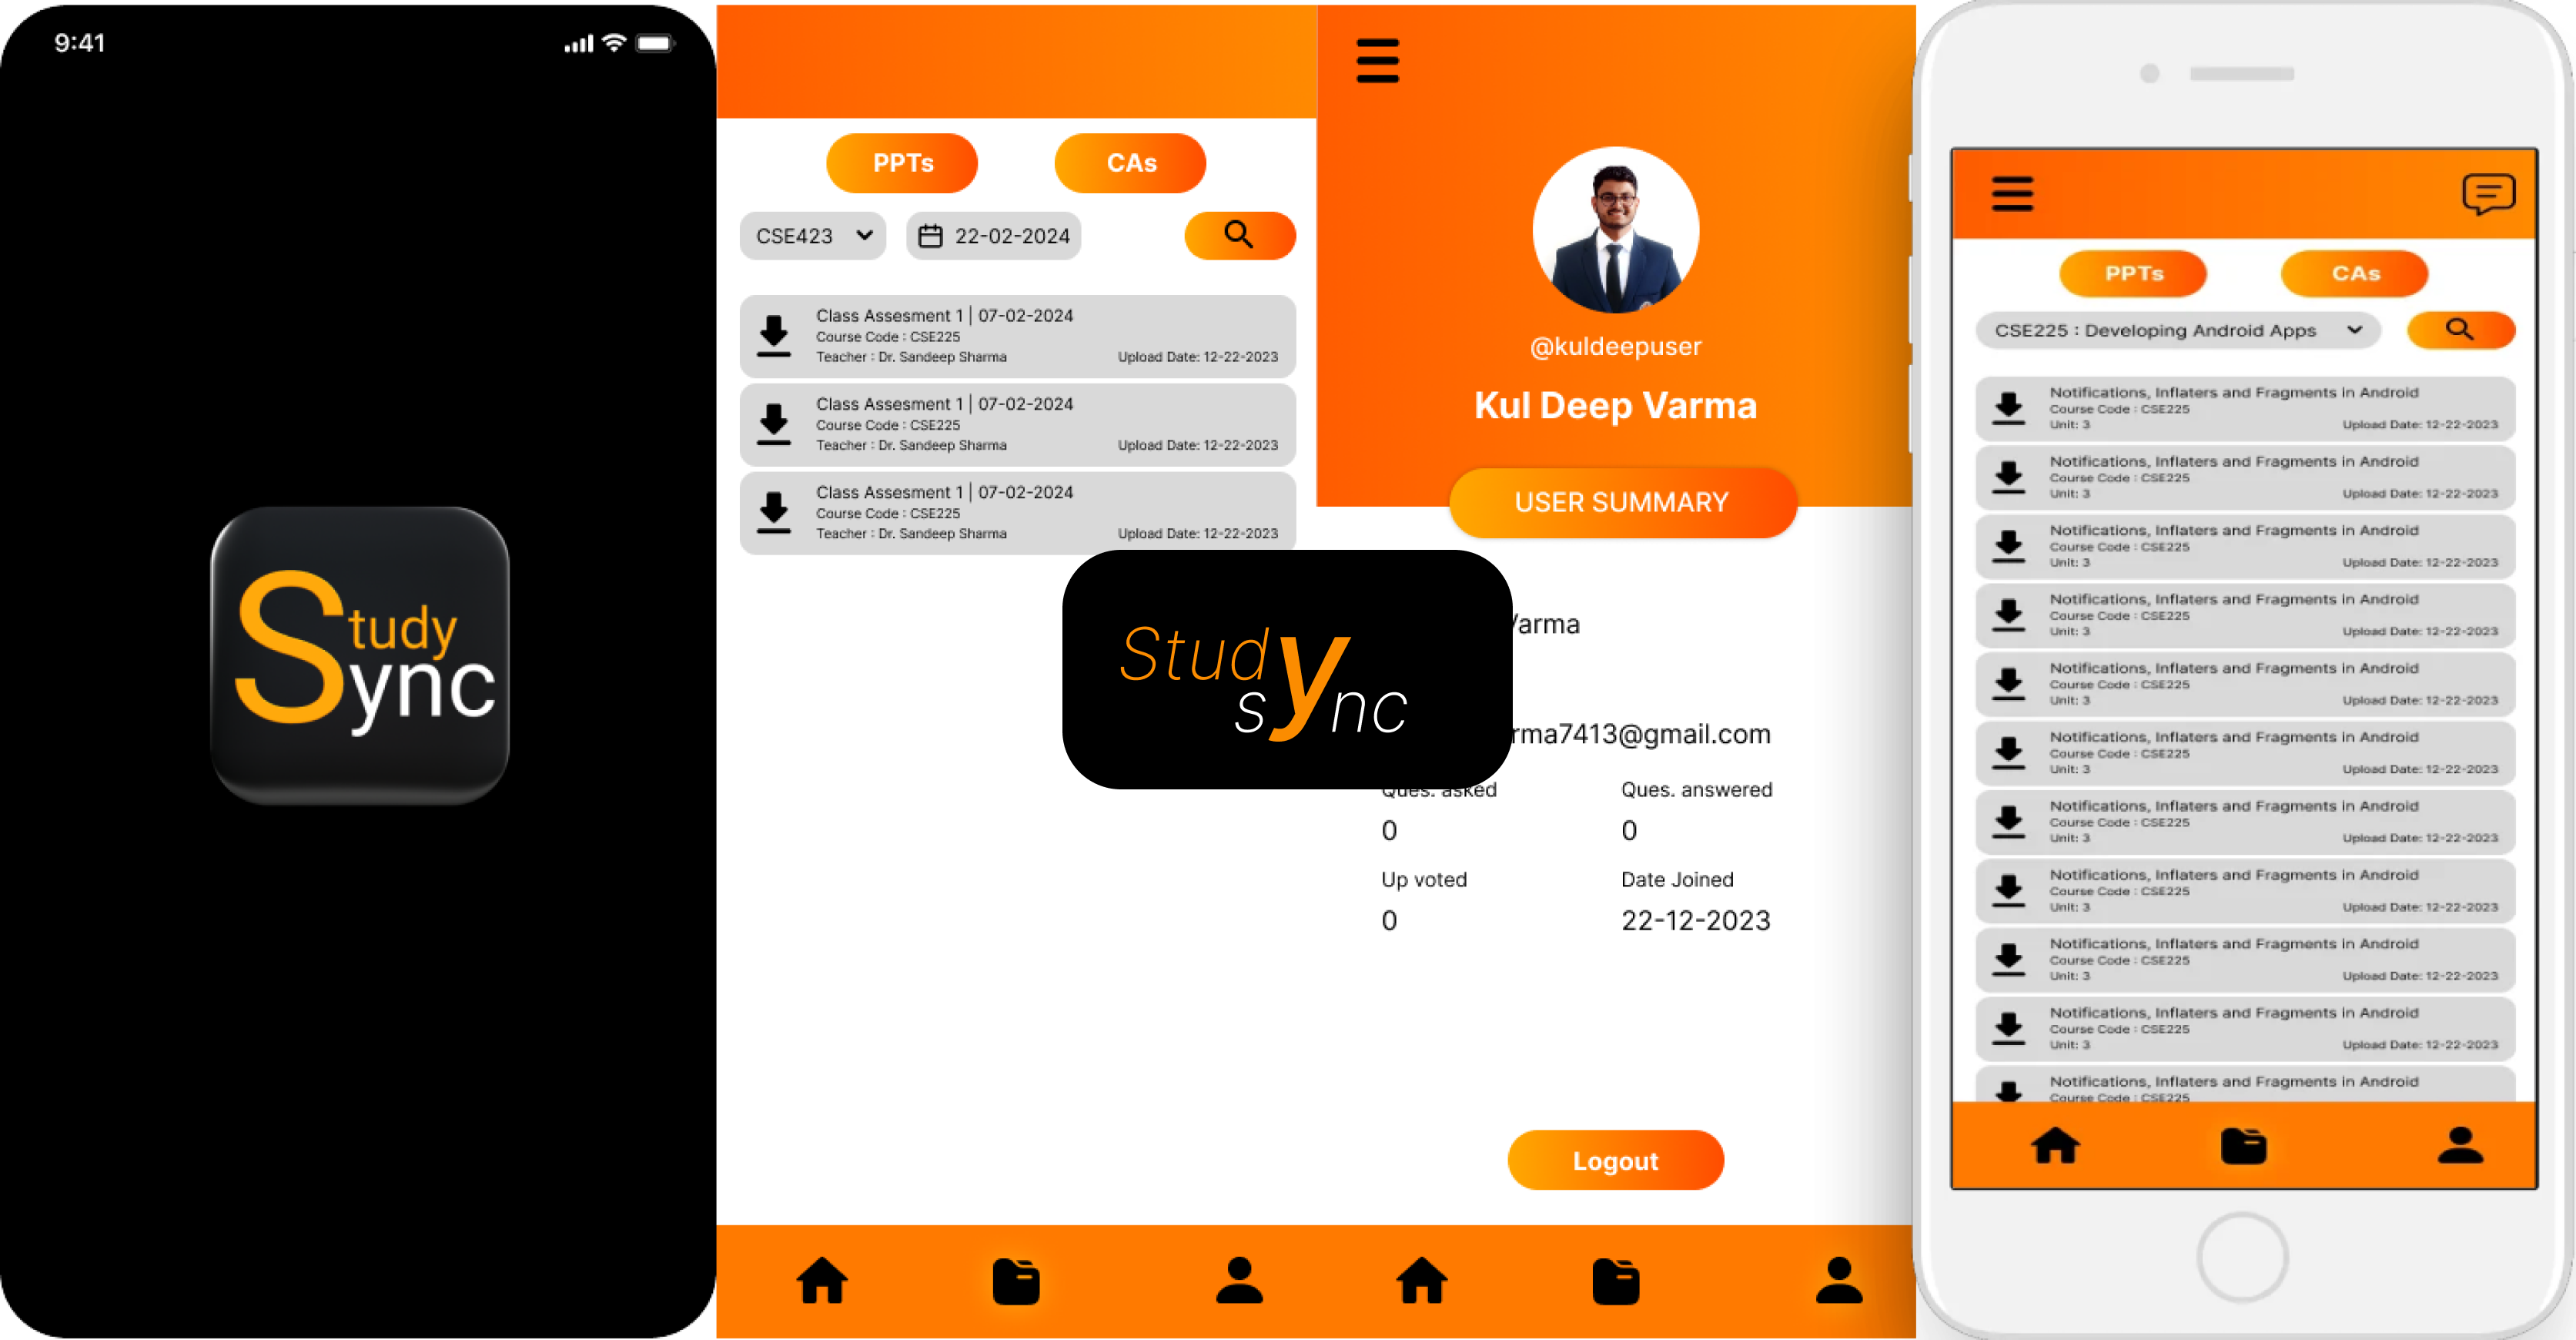 9:41
Study
Sync
PPTs
CAs
CSE423
22-02-2024
Class Assesment 1 | 07-02-2024
Course Code : CSE225
Teacher : Dr. Sandeep Sharma
Upload Date: 12-22-2023
Class Assesment 1 | 07-02-2024
Course Code : CSE225
Teacher : Dr. Sandeep Sharma
Upload Date: 12-22-2023
Class Assesment 1 | 07-02-2024
Course Code : CSE225
Teacher : Dr. Sandeep Sharma
Upload Date: 12-22-2023
Study
sync
@kuldeepuser
Kul Deep Varma
USER SUMMARY
Varma
rma7413@gmail.com
Ques. asked
Ques. answered
0
0
Up voted
Date Joined
0
22-12-2023
Logout
PPTs
CAs
CSE225 : Developing Android Apps
Notifications, Inflaters and Fragments in Android
Course Code : CSE225
Unit: 3
Upload Date: 12-22-2023
Notifications, Inflaters and Fragments in Android
Course Code : CSE225
Unit: 3
Upload Date: 12-22-2023
Notifications, Inflaters and Fragments in Android
Course Code : CSE225
Unit: 3
Upload Date: 12-22-2023
Notifications, Inflaters and Fragments in Android
Course Code : CSE225
Unit: 3
Upload Date: 12-22-2023
Notifications, Inflaters and Fragments in Android
Course Code : CSE225
Unit: 3
Upload Date: 12-22-2023
Notifications, Inflaters and Fragments in Android
Course Code : CSE225
Unit: 3
Upload Date: 12-22-2023
Notifications, Inflaters and Fragments in Android
Course Code : CSE225
Unit: 3
Upload Date: 12-22-2023
Notifications, Inflaters and Fragments in Android
Course Code : CSE225
Unit: 3
Upload Date: 12-22-2023
Notifications, Inflaters and Fragments in Android
Course Code : CSE225
Unit: 3
Upload Date: 12-22-2023
Notifications, Inflaters and Fragments in Android
Course Code : CSE225
Unit: 3
Upload Date: 12-22-2023
Notifications, Inflaters and Fragments in Android
Course Code : CSE225